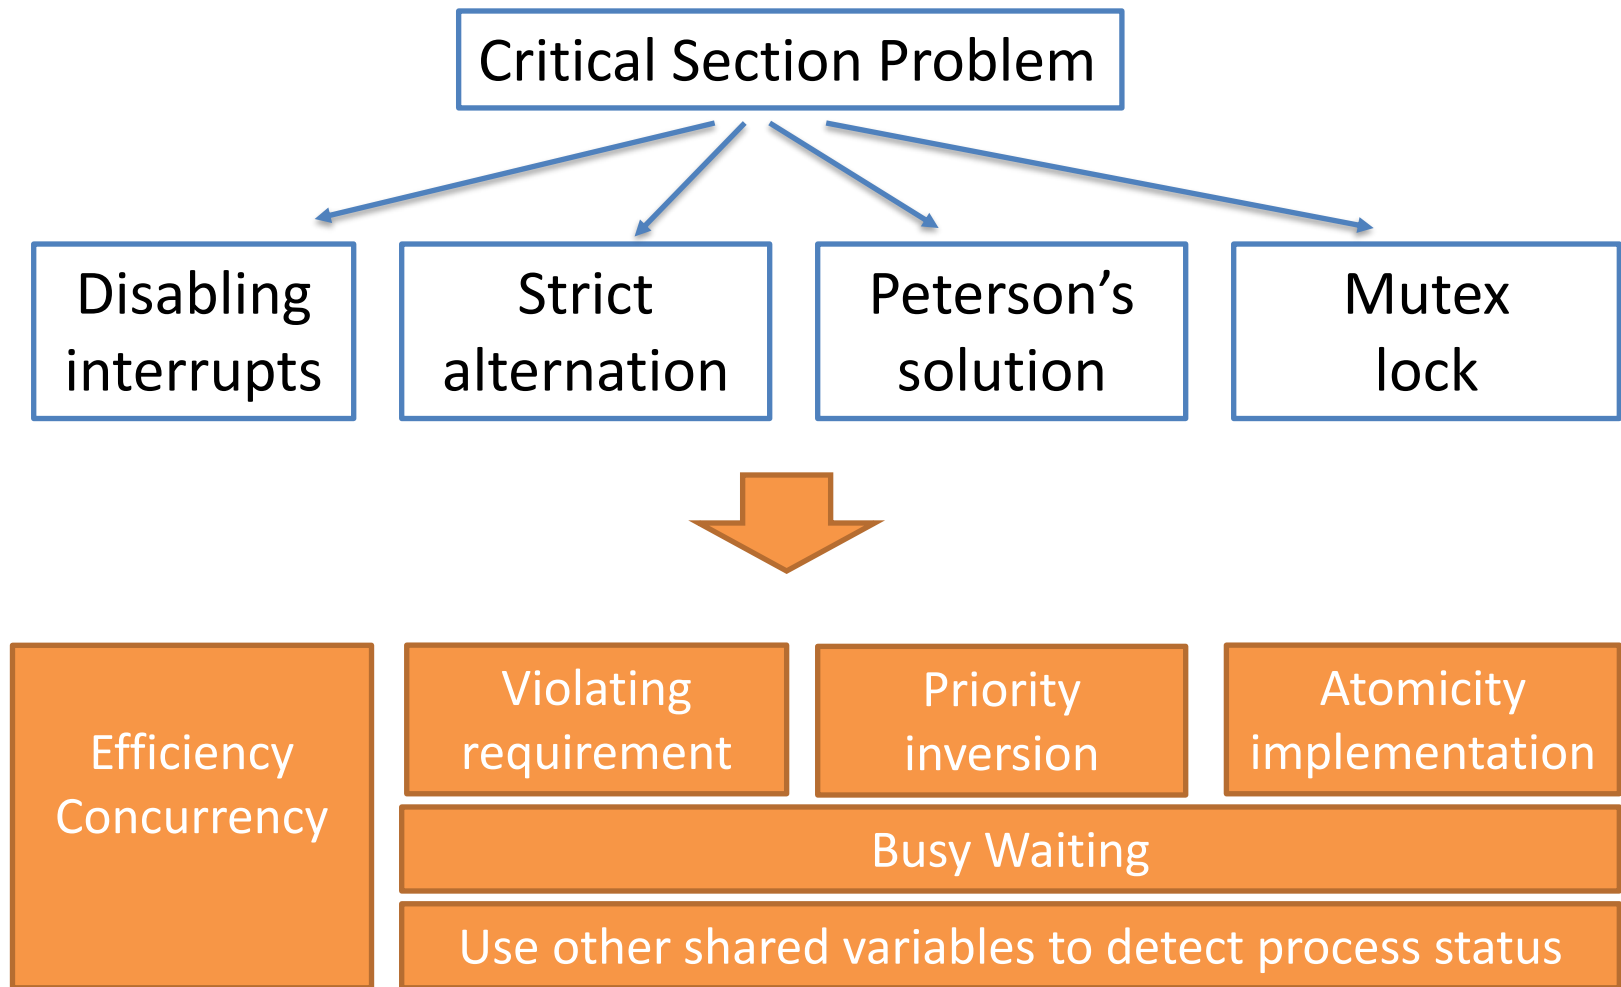 Critical Section Problem
Disabling
interrupts
Strict
alternation
Peterson’s
solution
Mutex
lock
Efficiency
Concurrency
Violating
requirement
Priority
inversion
Atomicity
implementation
Busy Waiting
Use other shared variables to detect process status